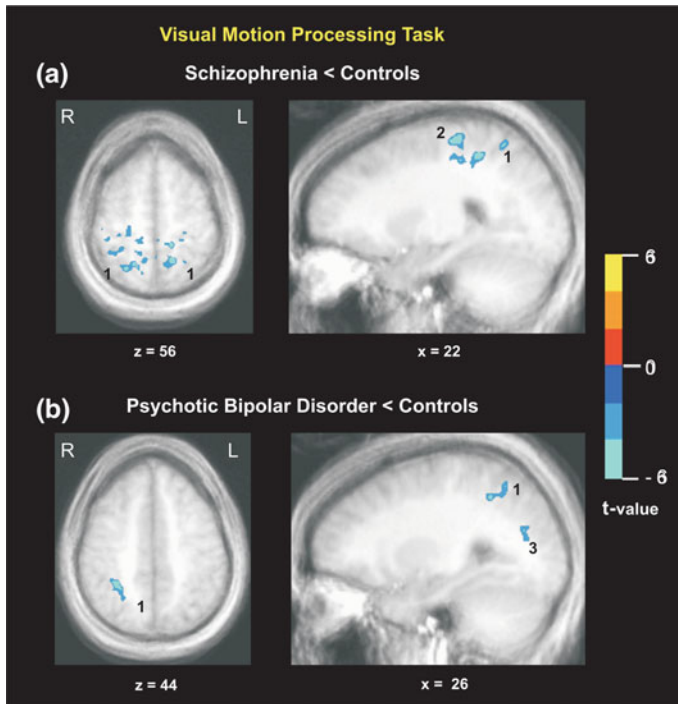 Visual Motion Processing Task
(a)
Schizophrenia < Controls
R
L
2
1
1
1
z = 56
x = 22
6
0
- 6
t-value
(b)
Psychotic Bipolar Disorder < Controls
R
L
1
1
3
z = 44
x = 26